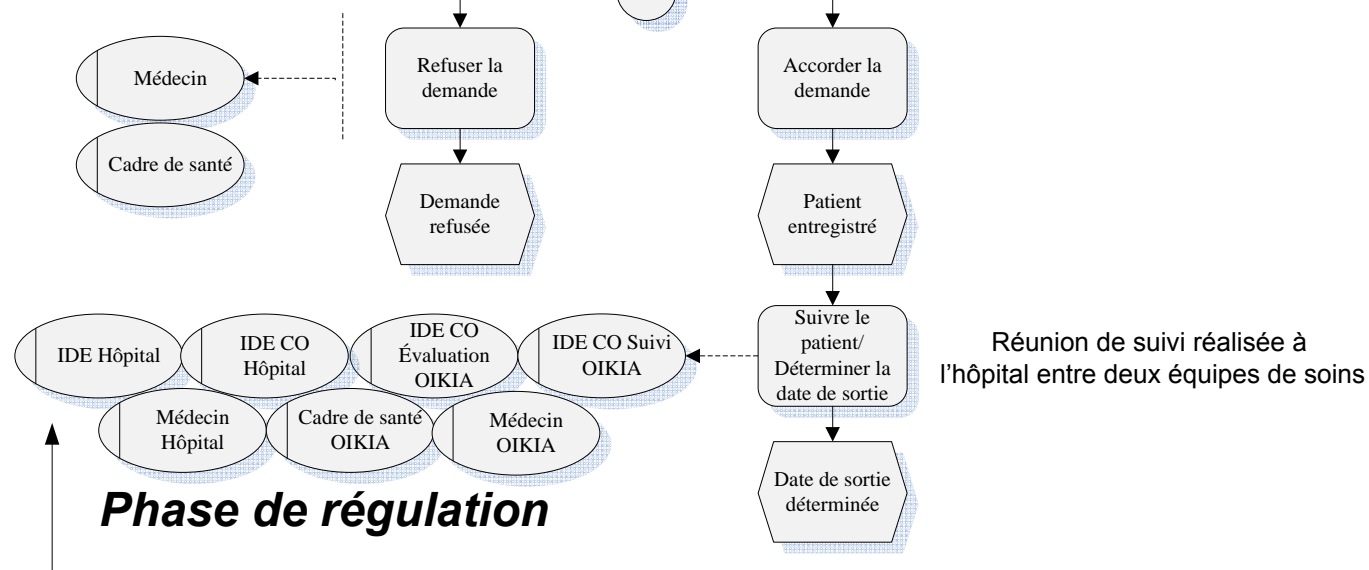 Médecin
Cadre de santé
Refuser la
demande
Demande
refusée
Accorder la
demande
Patient
entregistré
Suivre le
patient/
Déterminer la
date de sortie
Date de sortie
déterminée
IDE Hôpital
IDE CO
Hôpital
IDE CO
Évaluation
OIKIA
IDE CO Suivi
OIKIA
Médecin
Hôpital
Cadre de santé
OIKIA
Médecin
OIKIA
Réunion de suivi réalisée à
l'hôpital entre deux équipes de soins
Phase de régulation